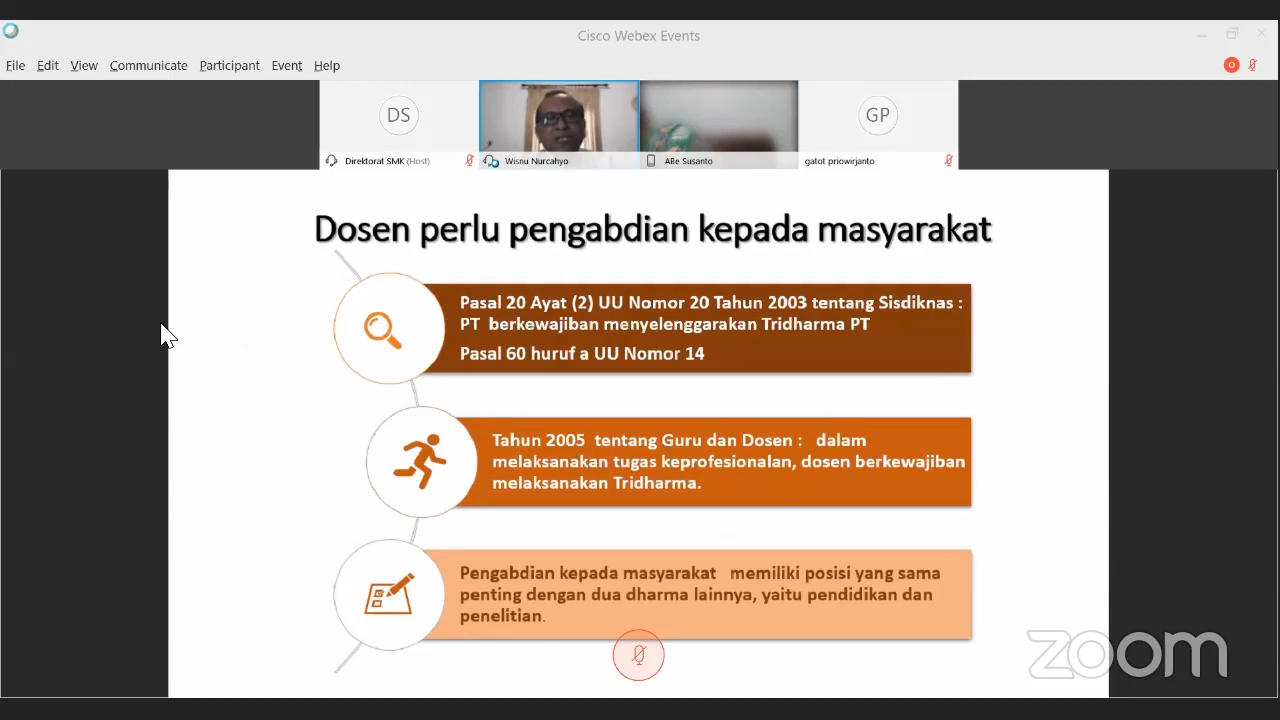 Cisco Webex Events
File Edit View Communicate Participant Event Help
DS
GP
Direktorat SMK (Host)
Wisnu Nurcahyo
ABe Susanto
gatot priowirjanto
Dosen perlu pengabdian kepada masyarakat
Pasal 20 Ayat (2) UU Nomor 20 Tahun 2003 tentang Sisdiknas :
PT berkewajiban menyelenggarakan Tridharma PT
Pasal 60 huruf a UU Nomor 14
Tahun 2005 tentang Guru dan Dosen : dalam
melaksanakan tugas keprofesionalan, dosen berkewajiban
melaksanakan Tridharma.
Pengabdian kepada masyarakat memiliki posisi yang sama
penting dengan dua dharma lainnya, yaitu pendidikan dan
penelitian.
zoom